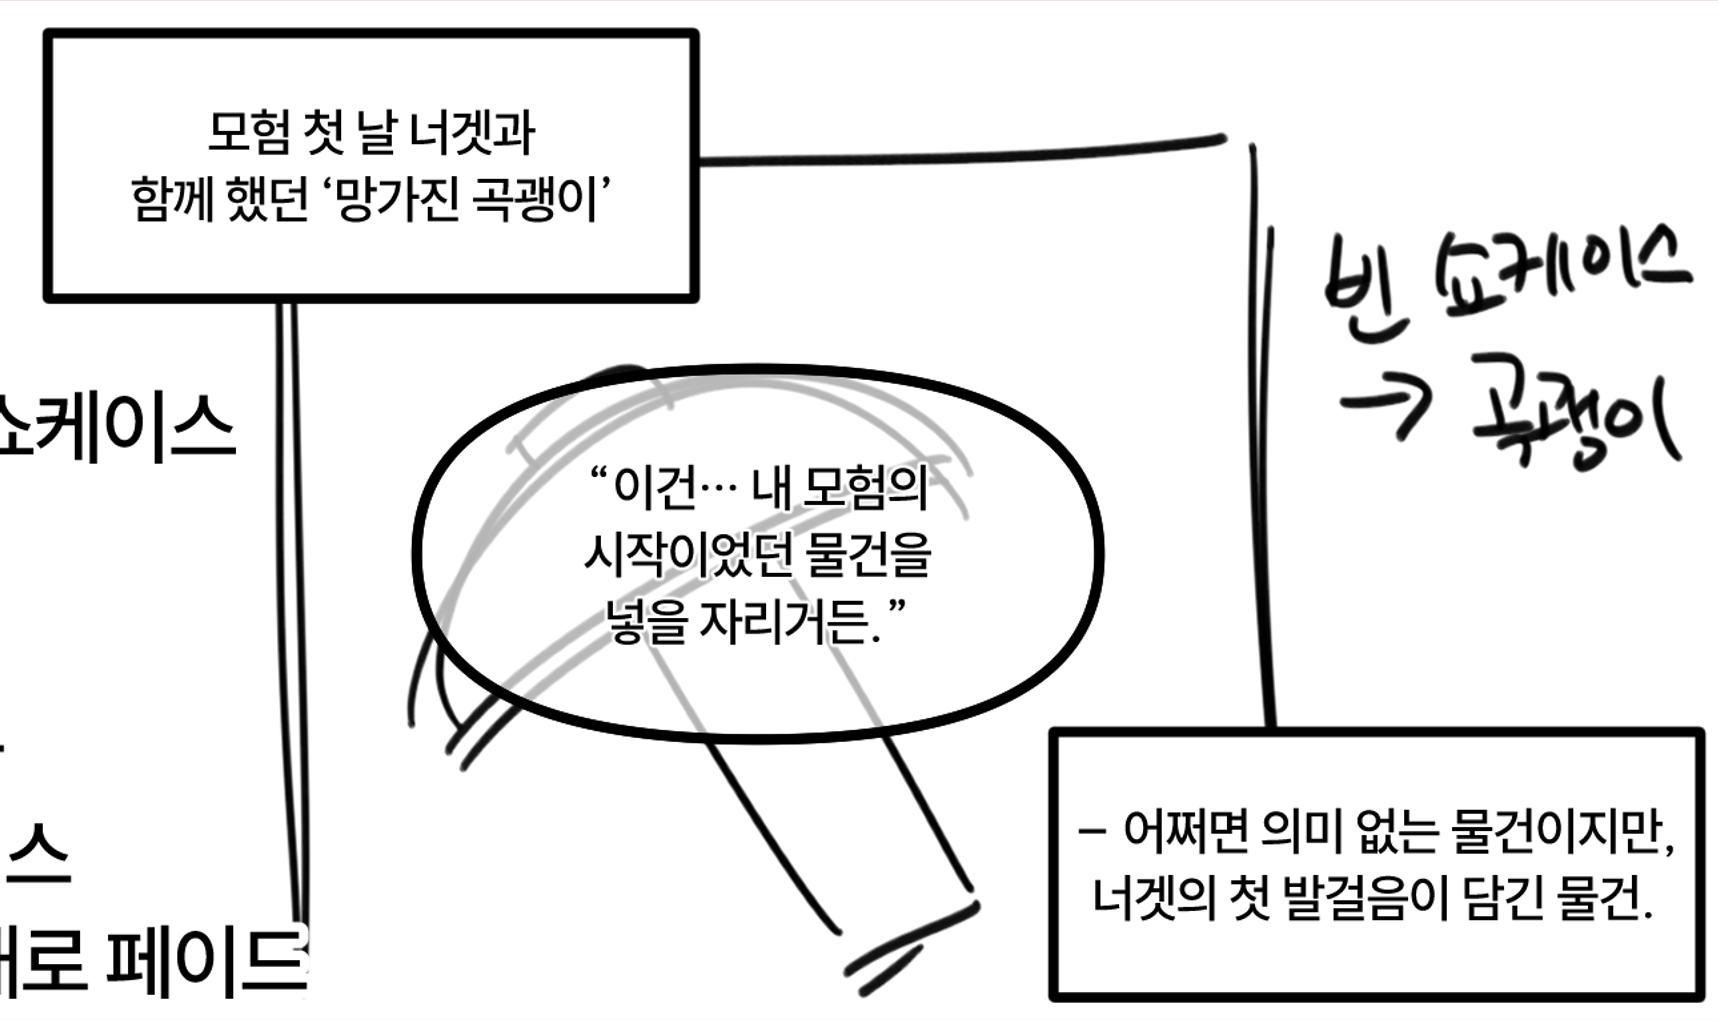 모험 첫 날 너겟과
함께 했던 ‘망가진 곡괭이’
빈 쇼케이스
→ 곡괭이
쇼케이스
“이건… 내 모험의
시작이었던 물건을
넣을 자리거든.”
– 어쩌면 의미 없는 물건이지만,
너겟의 첫 발걸음이 담긴 물건.
스
페이드